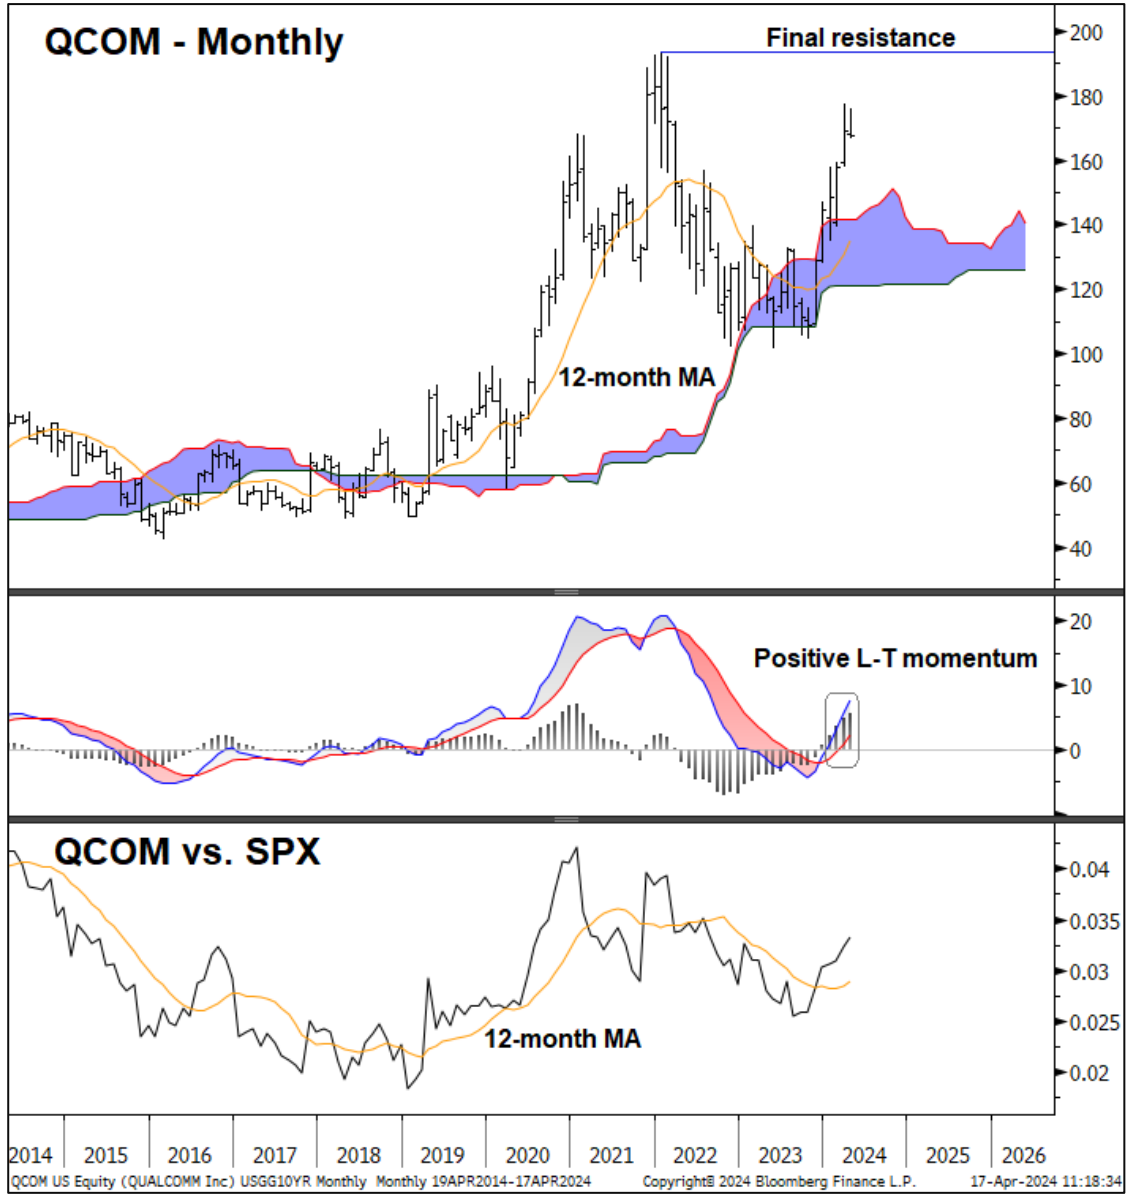 QCOM - Monthly
Final resistance
200
180
160
140
120
12-month MA
100
80
60
40
20
Positive L-T momentum
10
0
QCOM vs. SPX
0.04
0.035
0.03
0.025
12-month MA
0.02
2014 2015 2016 2017 2018 2019 2020 2021 2022 2023 2024 2025 2026
QCOM US Equity (QUALCOMM Inc) USGG10YR Monthly Monthly 19APR2014-17APR2024 Copyright© 2024 Bloomberg Finance L.P. 17-Apr-2024 11:18:34